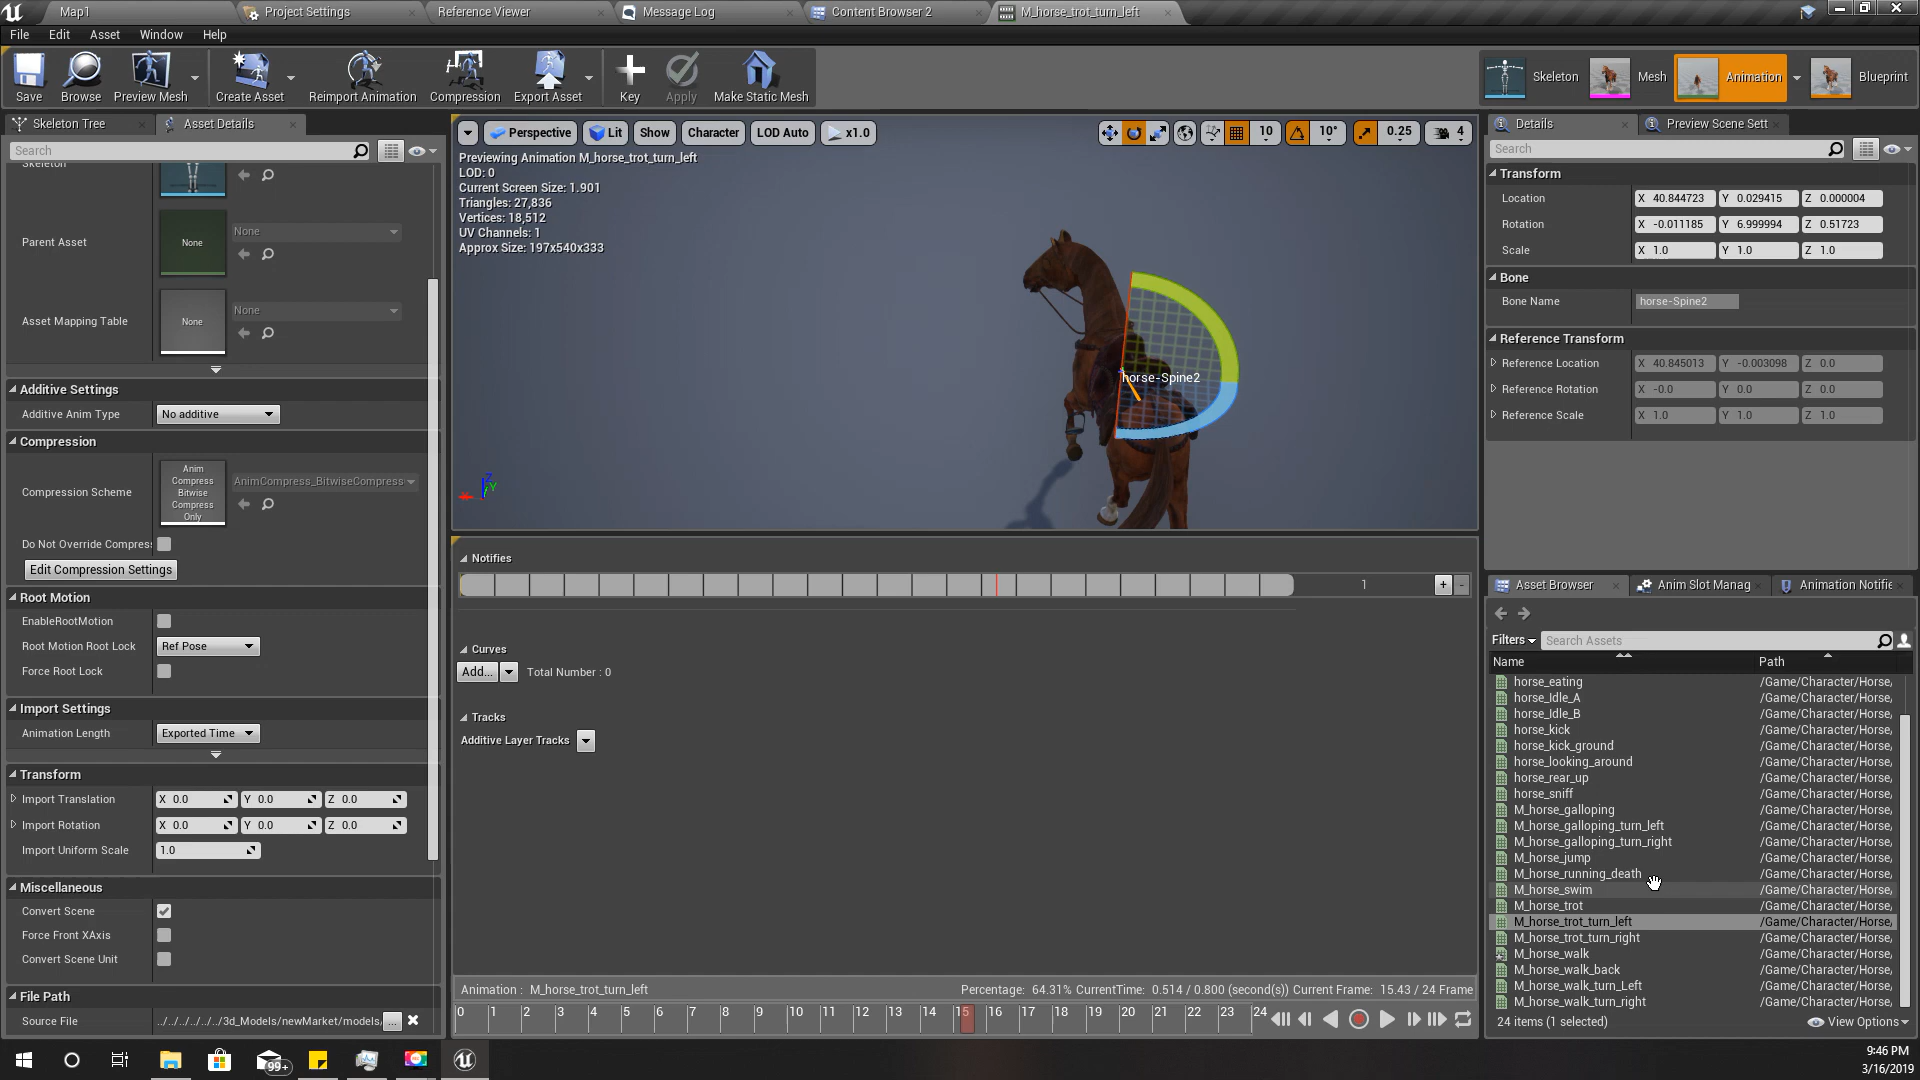 Map1
Project Settings
Reference Viewer
Message Log
Content Browser 2
M_horse_trot_turn_left
File Edit Asset Window Help
Save Browse Preview Mesh Create Asset Reimport Animation Compression Export Asset Key Apply Make Static Mesh
Skeleton Mesh Animation Blueprint
Skeleton Tree
Asset Details
Search
Skeleton
Parent Asset None None
Asset Mapping Table None None
Additive Settings
Additive Anim Type No additive
Compression
Compression Scheme
Anim
Compress
Bitwise
Compress
Only
AnimCompress_BitwiseCompress
Do Not Override Compres
Edit Compression Settings
Root Motion
EnableRootMotion
Root Motion Root Lock Ref Pose
Force Root Lock
Import Settings
Animation Length Exported Time
Transform
Import Translation X 0.0 Y 0.0 Z 0.0
Import Rotation X 0.0 Y 0.0 Z 0.0
Import Uniform Scale 1.0
Miscellaneous
Convert Scene
Force Front XAxis
Convert Scene Unit
File Path
Source File ../../../../../../3d_Models/newMarket/models/ ...
Perspective Lit Show Character LOD Auto x1.0 10 10° 0.25 4
Previewing Animation M_horse_trot_turn_left
LOD: 0
Current Screen Size: 1.901
Triangles: 27,836
Vertices: 18,512
UV Channels: 1
Approx Size: 197x540x333
horse-Spine2
Z
Y
X
Notifies
1 + -
Curves
Add... Total Number : 0
Tracks
Additive Layer Tracks
Animation : M_horse_trot_turn_left Percentage: 64.31% CurrentTime: 0.514 / 0.800 (second(s)) Current Frame: 15.43 / 24 Frame
0 1 2 3 4 5 6 7 8 9 10 11 12 13 14 15 16 17 18 19 20 21 22 23 24
Details
Preview Scene Sett
Search
Transform
Location X 40.844723 Y 0.029415 Z 0.000004
Rotation X -0.011185 Y 6.999994 Z 0.51723
Scale X 1.0 Y 1.0 Z 1.0
Bone
Bone Name horse-Spine2
Reference Transform
Reference Location X 40.845013 Y -0.003098 Z 0.0
Reference Rotation X -0.0 Y 0.0 Z 0.0
Reference Scale X 1.0 Y 1.0 Z 1.0
Asset Browser
Anim Slot Manag
Animation Notifie
Filters Search Assets
Name Path
horse_eating /Game/Character/Horse,
horse_Idle_A /Game/Character/Horse,
horse_Idle_B /Game/Character/Horse,
horse_kick /Game/Character/Horse,
horse_kick_ground /Game/Character/Horse,
horse_looking_around /Game/Character/Horse,
horse_rear_up /Game/Character/Horse,
horse_sniff /Game/Character/Horse,
M_horse_galloping /Game/Character/Horse,
M_horse_galloping_turn_left /Game/Character/Horse,
M_horse_galloping_turn_right /Game/Character/Horse,
M_horse_jump /Game/Character/Horse,
M_horse_running_death /Game/Character/Horse,
M_horse_swim /Game/Character/Horse,
M_horse_trot /Game/Character/Horse,
M_horse_trot_turn_left /Game/Character/Horse,
M_horse_trot_turn_right /Game/Character/Horse,
M_horse_walk /Game/Character/Horse,
M_horse_walk_back /Game/Character/Horse,
M_horse_walk_turn_Left /Game/Character/Horse,
M_horse_walk_turn_right /Game/Character/Horse,
24 items (1 selected) View Options
99+
9:46 PM
3/16/2019